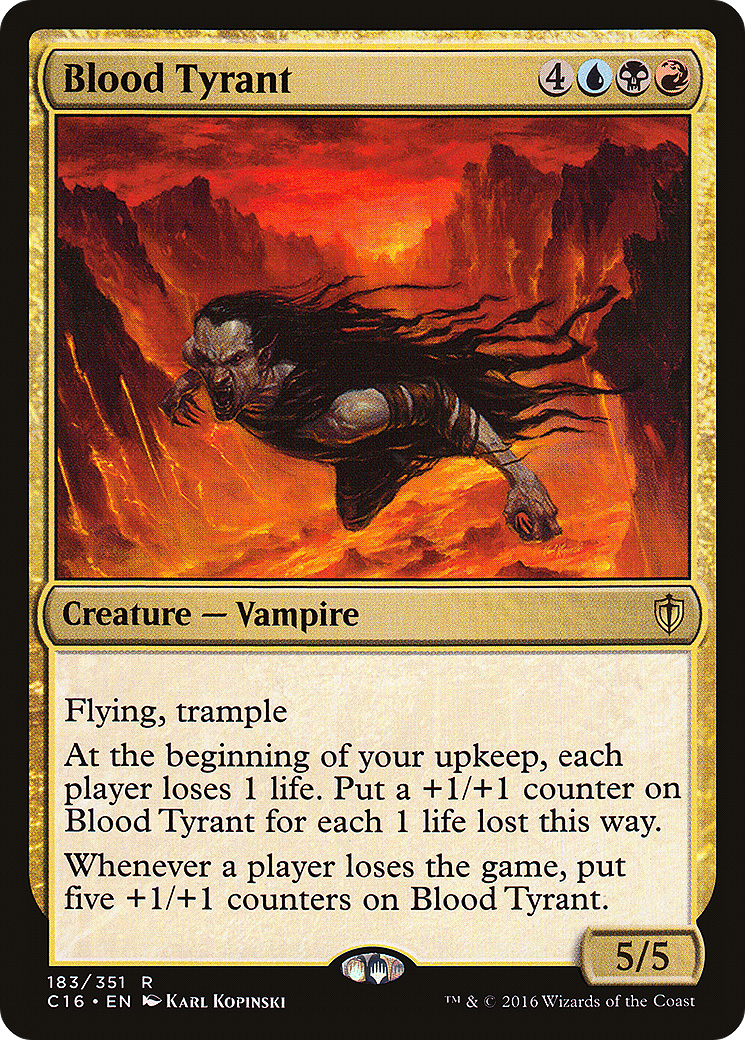 Blood Tyrant
4
Creature — Vampire
Flying, trample
At the beginning of your upkeep, each
player loses 1 life. Put a +1/+1 counter on
Blood Tyrant for each 1 life lost this way.
Whenever a player loses the game, put
five +1/+1 counters on Blood Tyrant.
5/5
183/351 R
C16 • EN Karl Kopinski
™ & © 2016 Wizards of the Coast